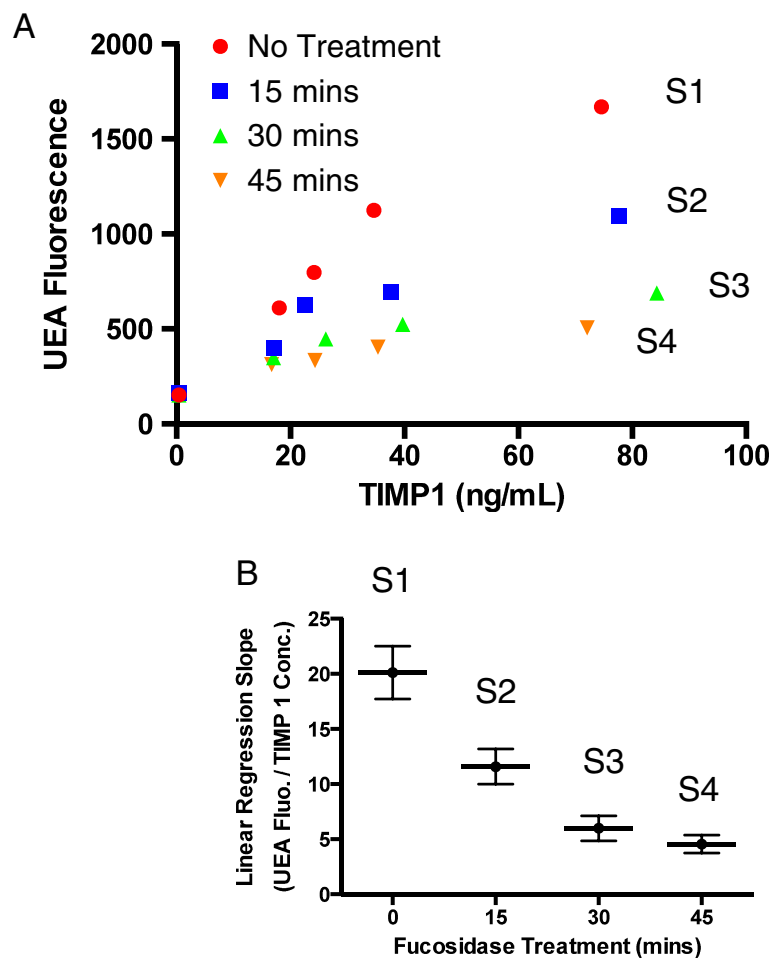 A
No Treatment
15 mins
30 mins
45 mins
S1
S2
S3
S4
UEA Fluorescence
2000
1500
1000
500
0
0 20 40 60 80 100
TIMP1 (ng/mL)
B
S1
S2
S3
S4
Linear Regression Slope
(UEA Fluo. / TIMP 1 Conc.)
25
20
15
10
5
0
0 15 30 45
Fucosidase Treatment (mins)